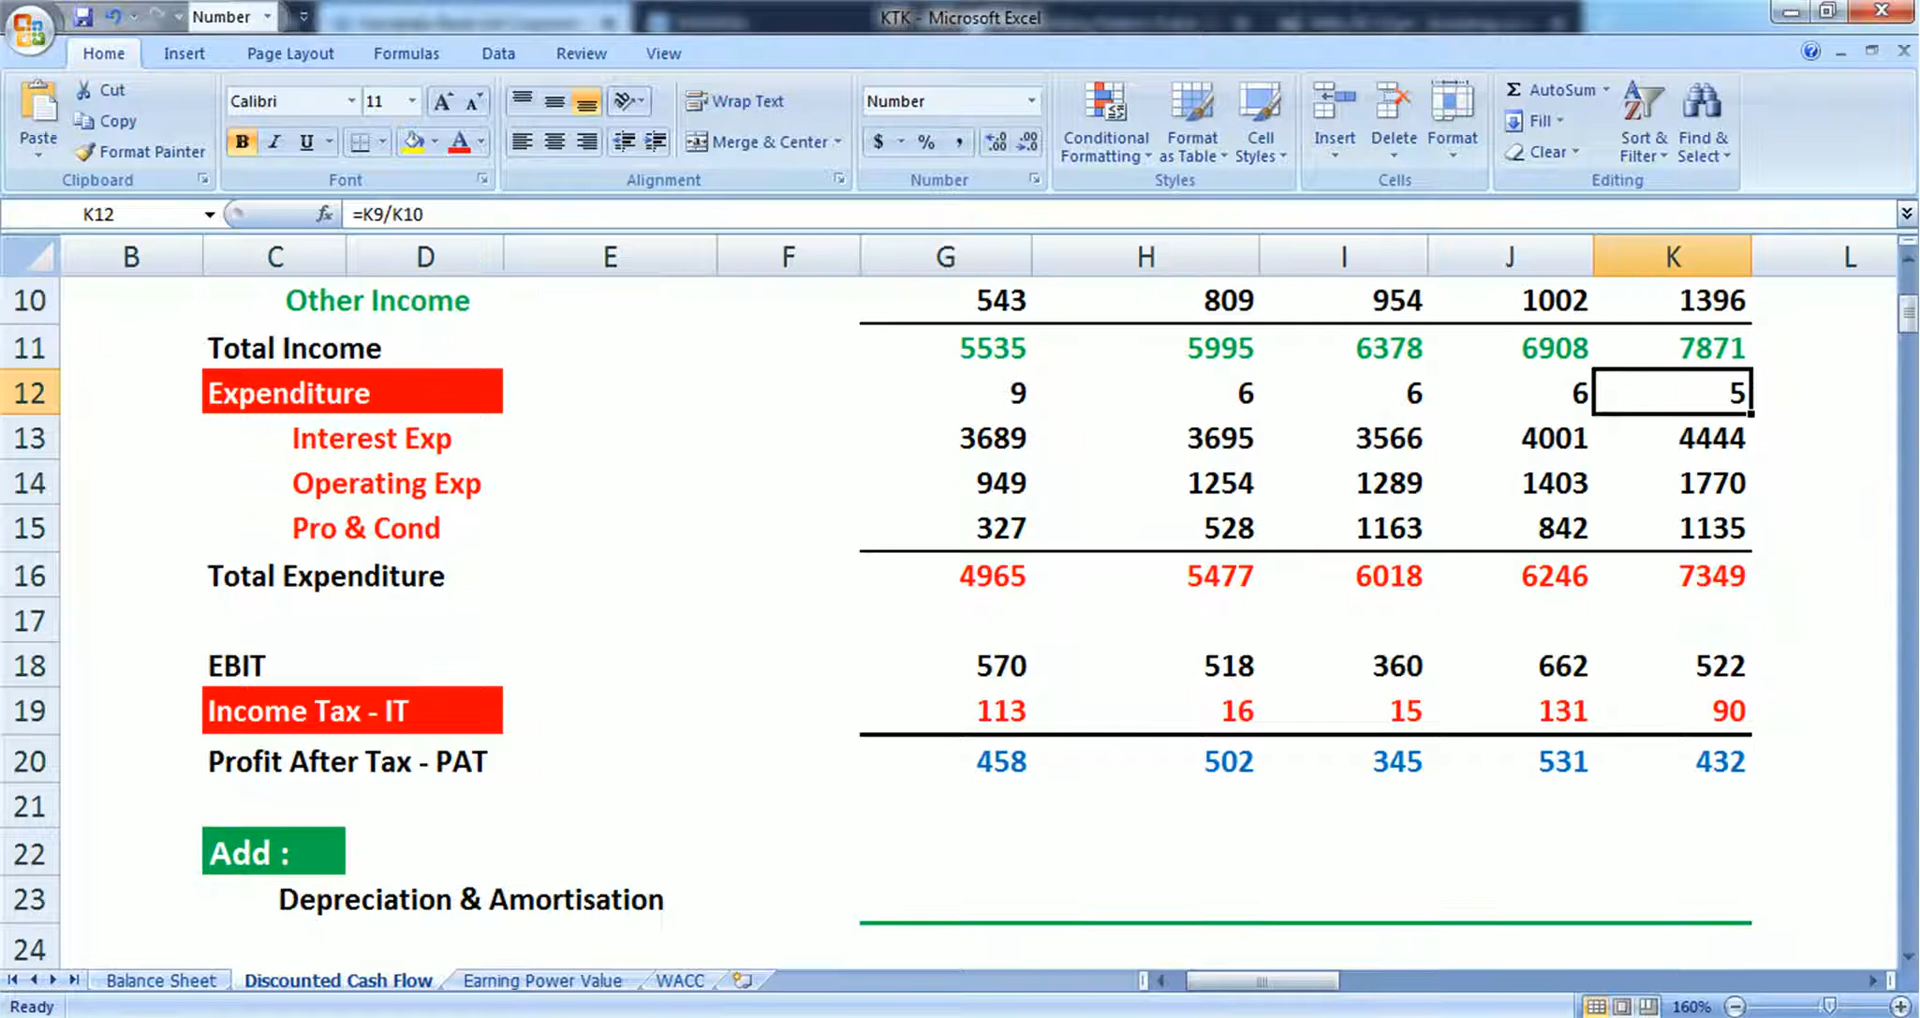 Number
KTK - Microsoft Excel
Home Insert Page Layout Formulas Data Review View
Paste
Cut
Copy
Format Painter
Clipboard
Calibri 11
B I U
Font
Wrap Text
Merge & Center
Alignment
Number
$ % ,
Number
Conditional Formatting
Format as Table
Cell Styles
Styles
Insert Delete Format
Cells
Σ AutoSum
Fill
Clear
Sort & Filter
Find & Select
Editing
K12 fx =K9/K10
B C D E F G H I J K L
10 Other Income 543 809 954 1002 1396
11 Total Income 5535 5995 6378 6908 7871
12 Expenditure 9 6 6 6 5
13 Interest Exp 3689 3695 3566 4001 4444
14 Operating Exp 949 1254 1289 1403 1770
15 Pro & Cond 327 528 1163 842 1135
16 Total Expenditure 4965 5477 6018 6246 7349
17
18 EBIT 570 518 360 662 522
19 Income Tax - IT 113 16 15 131 90
20 Profit After Tax - PAT 458 502 345 531 432
21
22 Add :
23 Depreciation & Amortisation
24
Balance Sheet Discounted Cash Flow Earning Power Value WACC
Ready 160%